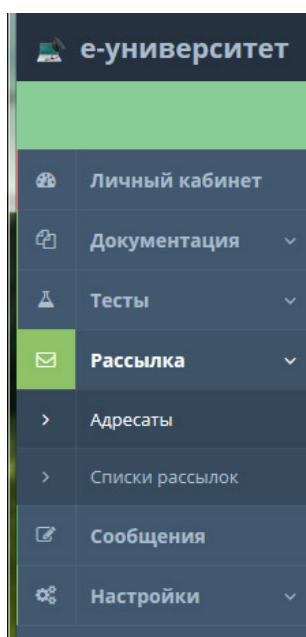 е-университет
Личный кабинет
Документация
Тесты
Рассылка
Адресаты
Списки рассылок
Сообщения
Настройки